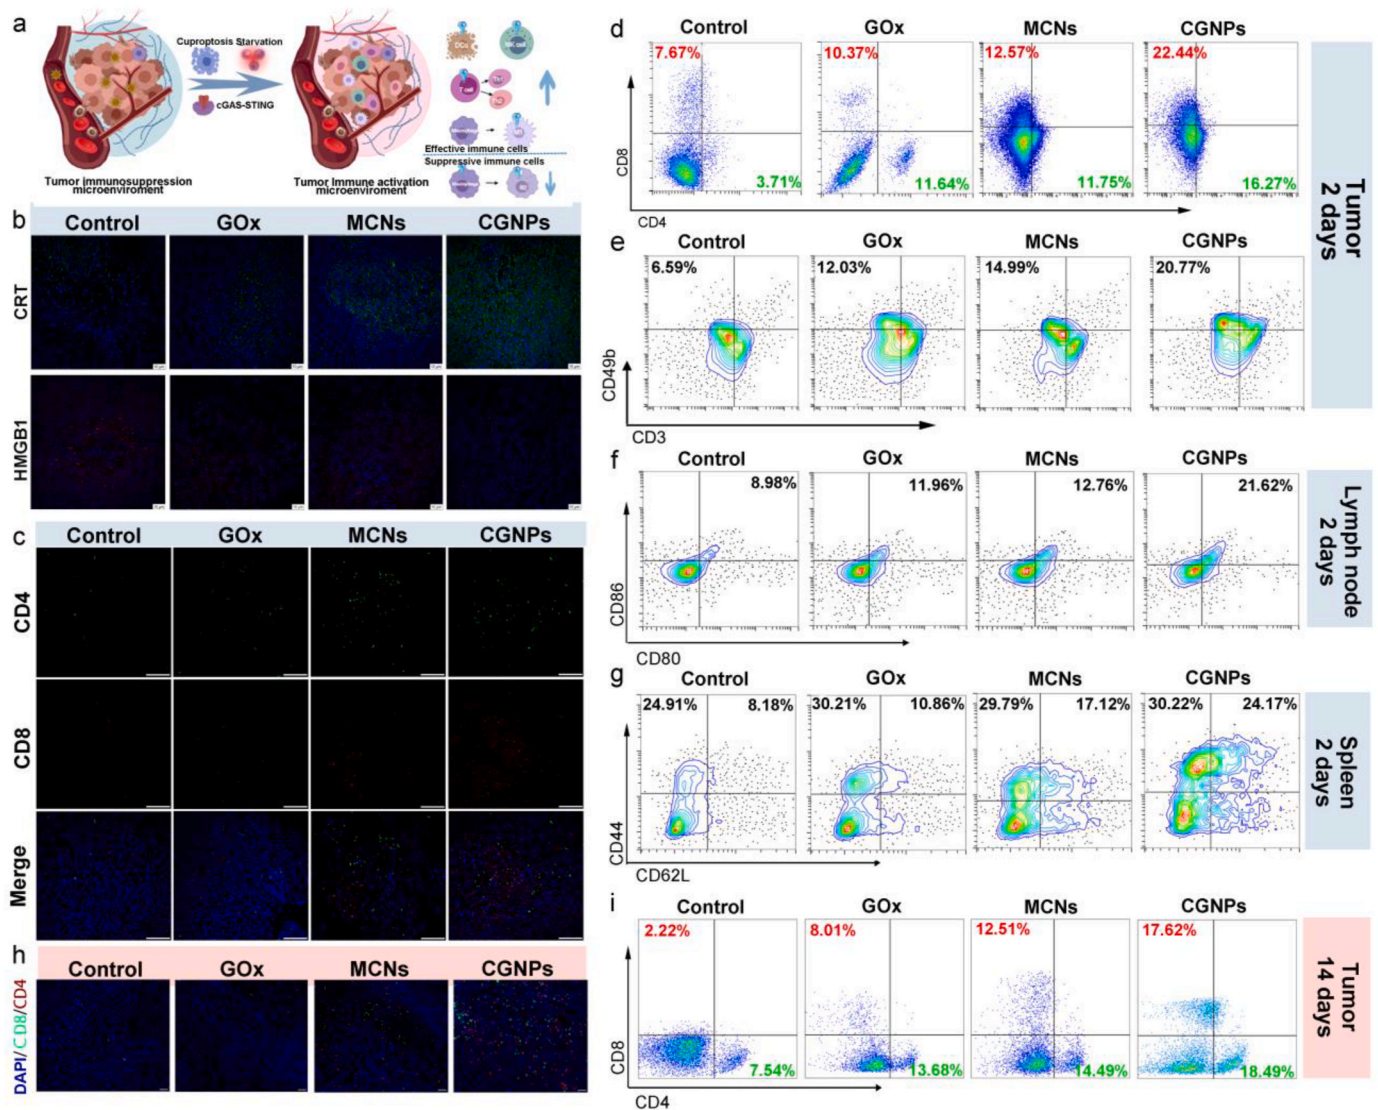 a
Cuproptosis Starvation
cGAS-STING
Tumor immunosuppression
microenviroment
Tumor Immune activation
microenviroment
DCs
NK cell
T cell
Effective immune cells
Suppressive immune cells
b
Control GOx MCNs CGNPs
CRT
HMGB1
c
Control GOx MCNs CGNPs
CD4
CD8
Merge
h
Control GOx MCNs CGNPs
DAPI/CD8/CD4
d
Control GOx MCNs CGNPs
7.67% 10.37% 12.57% 22.44%
3.71% 11.64% 11.75% 16.27%
CD8
CD4
Tumor
2 days
e
Control GOx MCNs CGNPs
6.59% 12.03% 14.99% 20.77%
CD49b
CD3
f
Control GOx MCNs CGNPs
8.98% 11.96% 12.76% 21.62%
CD86
CD80
Lymph node
2 days
g
Control GOx MCNs CGNPs
24.91% 8.18% 30.21% 10.86% 29.79% 17.12% 30.22% 24.17%
CD44
CD62L
Spleen
2 days
i
Control GOx MCNs CGNPs
2.22% 8.01% 12.51% 17.62%
7.54% 13.68% 14.49% 18.49%
CD8
CD4
Tumor
14 days